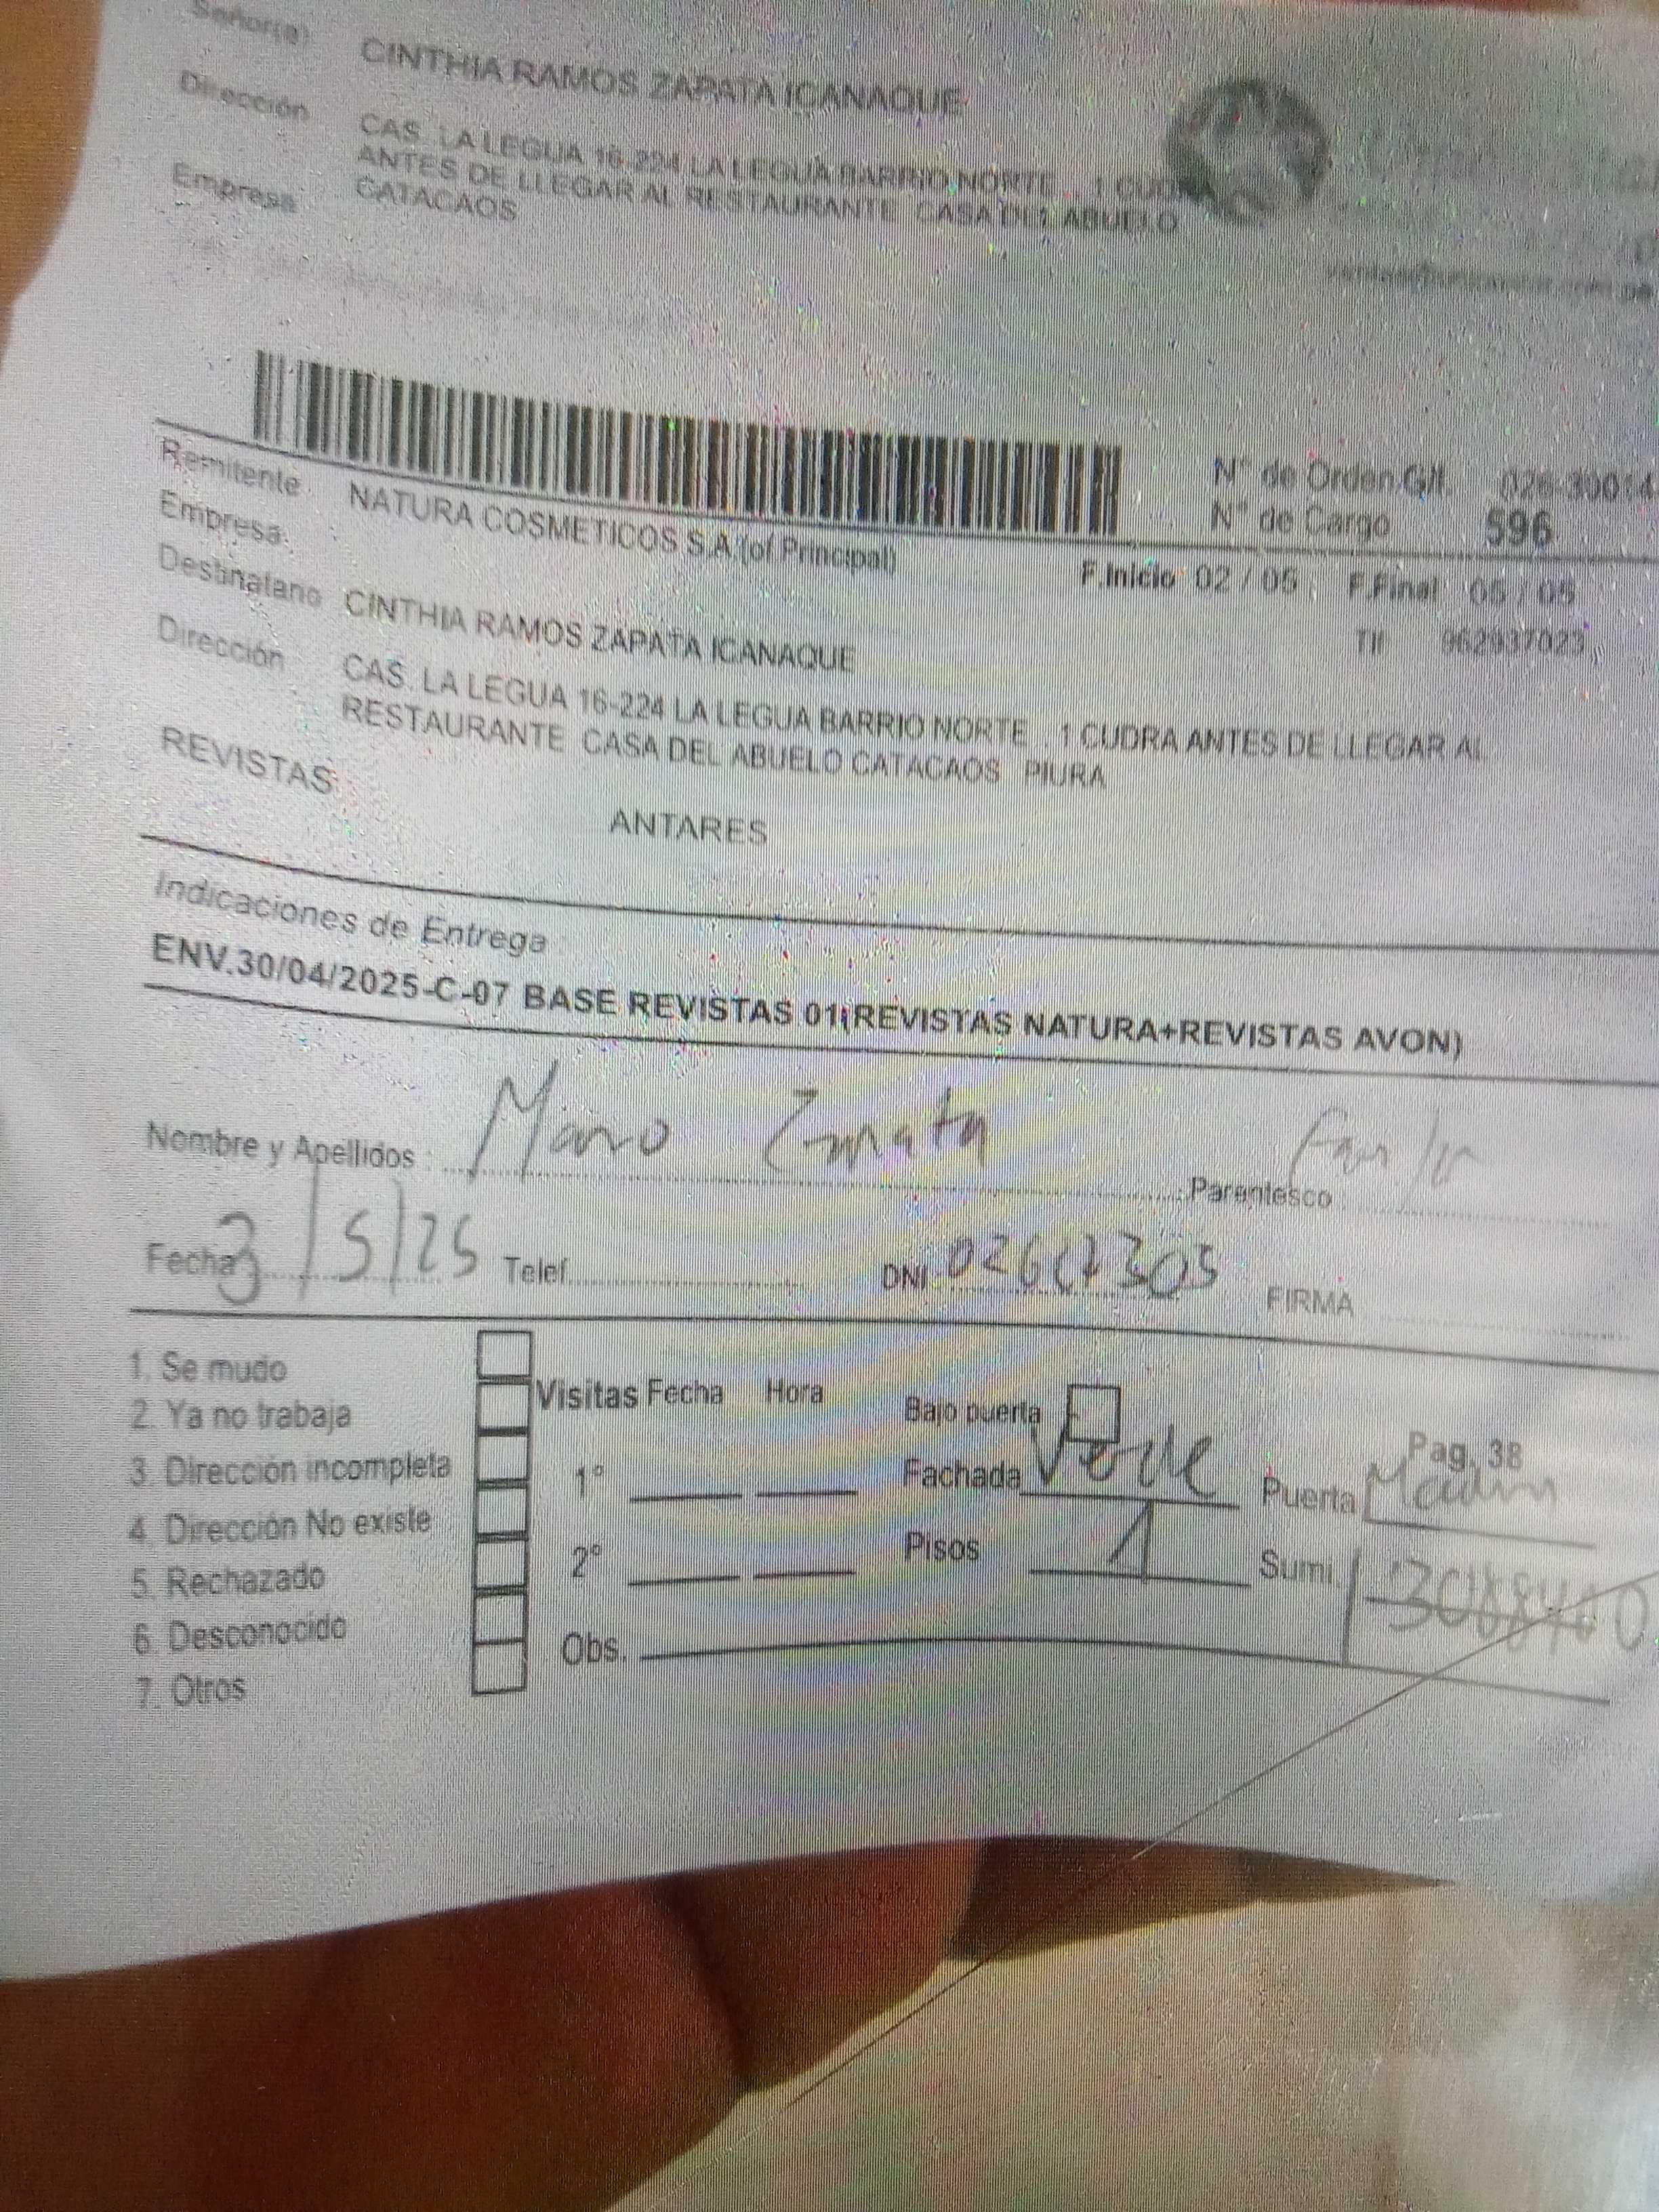 Señor(a) CINTHIA RAMOS ZAPATA ICANAQUE
Dirección CAS. LA LEGUA 16-224 LA LEGUA BARRIO NORTE . 1 CUDRA
ANTES DE LLEGAR AL RESTAURANTE CASA DEL ABUELO
Empresa CATACAOS
N° de Orden G/I.
N° de Cargo 596
Remitente NATURA COSMETICOS S.A.(of.Principal)
F.Inicio 02 / 05 F.Final 05 / 05
Empresa.
Destinatario CINTHIA RAMOS ZAPATA ICANAQUE
Tlf 962937023
Dirección CAS. LA LEGUA 16-224 LA LEGUA BARRIO NORTE . 1 CUDRA ANTES DE LLEGAR AL
RESTAURANTE CASA DEL ABUELO CATACAOS PIURA
REVISTAS
ANTARES
Indicaciones de Entrega
ENV.30/04/2025-C-07 BASE REVISTAS 01(REVISTAS NATURA+REVISTAS AVON)
Nombre y Apellidos : Mario Parentesco
Fecha 3/5/25 Telef. DNI FIRMA
1. Se mudo
2. Ya no trabaja
3. Dirección incompleta
4. Dirección No existe
5. Rechazado
6. Desconocido
7. Otros
Visitas Fecha Hora
1°
2°
Obs.
Bajo puerta
Pag. 38
Fachada Verde Puerta
Pisos 1 Sumi.